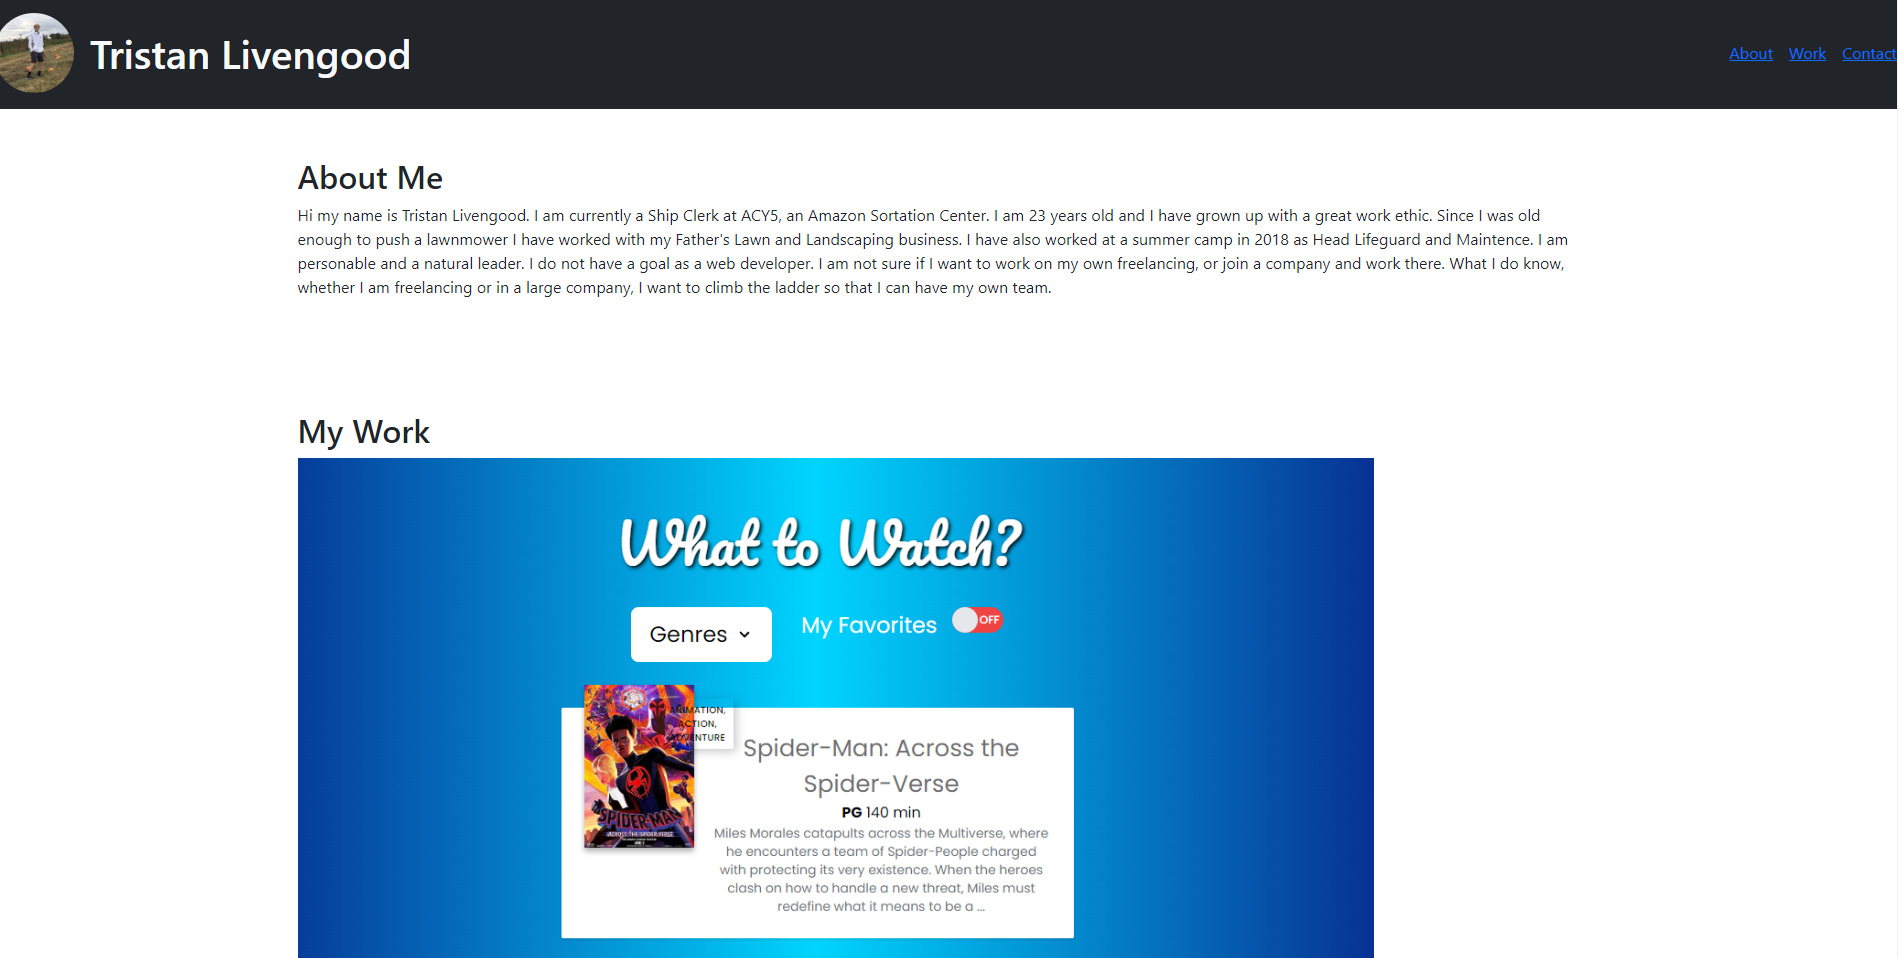 Tristan Livengood
About Work Contact
About Me
Hi my name is Tristan Livengood. I am currently a Ship Clerk at ACY5, an Amazon Sortation Center. I am 23 years old and I have grown up with a great work ethic. Since I was old
enough to push a lawnmower I have worked with my Father's Lawn and Landscaping business. I have also worked at a summer camp in 2018 as Head Lifeguard and Maintence. I am
personable and a natural leader. I do not have a goal as a web developer. I am not sure if I want to work on my own freelancing, or join a company and work there. What I do know,
whether I am freelancing or in a large company, I want to climb the ladder so that I can have my own team.
My Work
What to Watch?
Genres
My Favorites
OFF
ANIMATION,
ACTION,
ADVENTURE
SPIDER-MAN
ACROSS THE SPIDER-VERSE
Spider-Man: Across the
Spider-Verse
PG 140 min
Miles Morales catapults across the Multiverse, where
he encounters a team of Spider-People charged
with protecting its very existence. When the heroes
clash on how to handle a new threat, Miles must
redefine what it means to be a ...